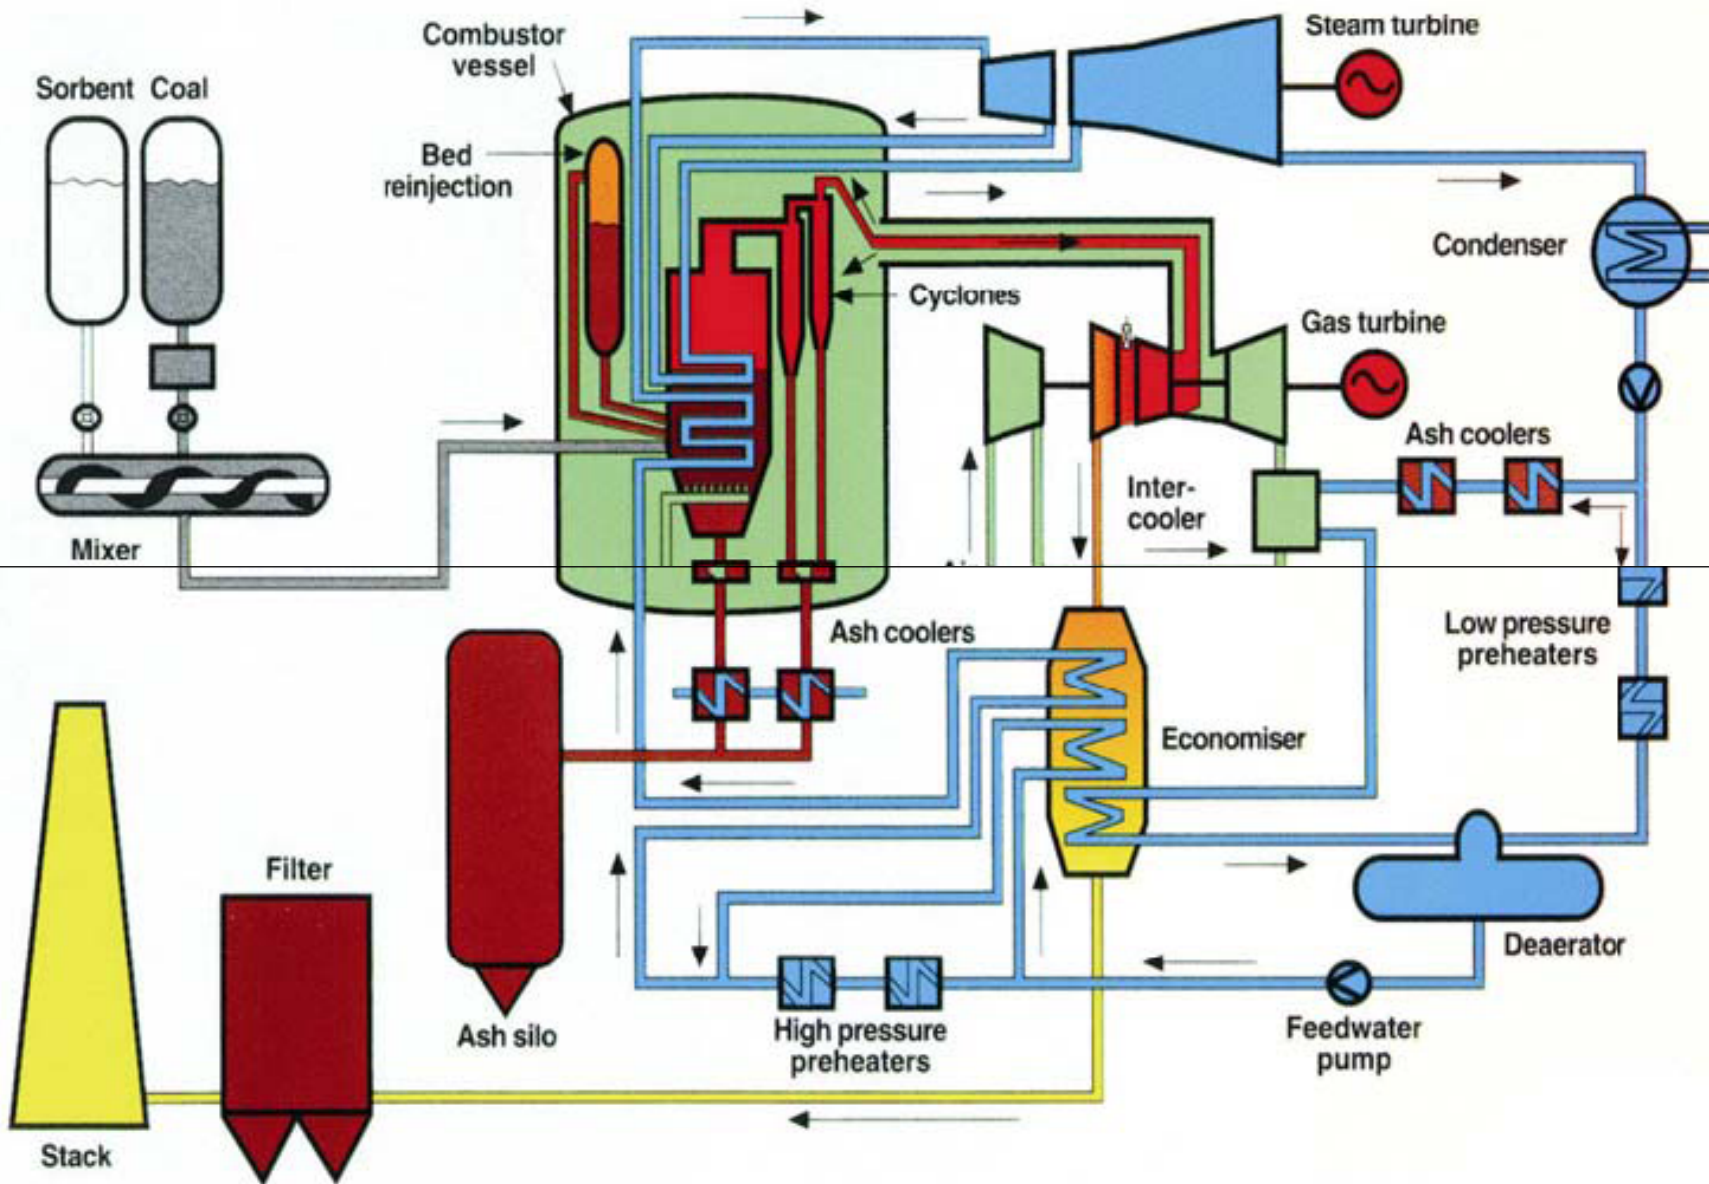 Steam turbine
Combustor
vessel
Sorbent Coal
Bed
reinjection
Condenser
Cyclones
Gas turbine
Ash coolers
Inter-
cooler
Mixer
Ash coolers
Low pressure
preheaters
Economiser
Filter
Deaerator
Ash silo
High pressure
preheaters
Feedwater
pump
Stack